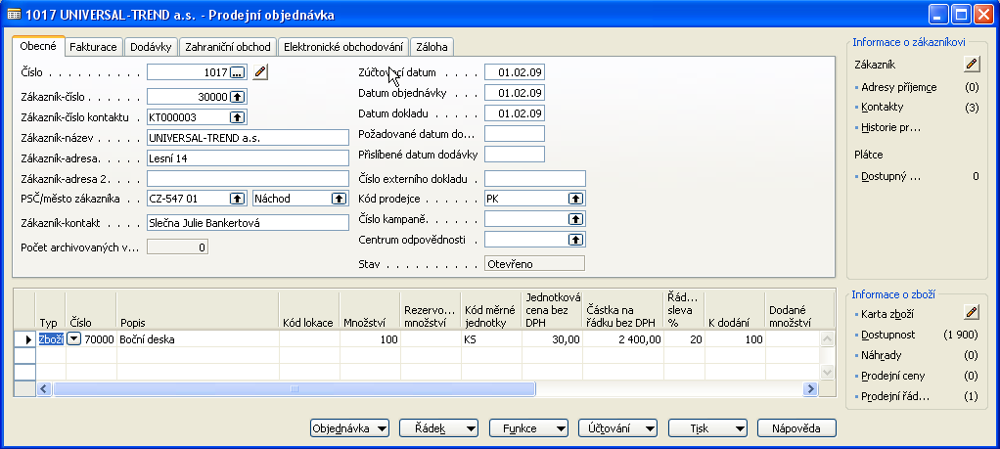 1017 UNIVERSAL-TREND a.s. - Prodejní objednávka
Obecné Fakturace Dodávky Zahraniční obchod Elektronické obchodování Záloha
Číslo . . . . . . . . . . 1017 ...
Zákazník-číslo . . . . . . 30000
Zákazník-číslo kontaktu . KT000003
Zákazník-název . . . . . UNIVERSAL-TREND a.s.
Zákazník-adresa. . . . . Lesní 14
Zákazník-adresa 2. . . .
PSČ/město zákazníka . . CZ-547 01 Náchod
Zákazník-kontakt . . . . Slečna Julie Bankertová
Počet archivovaných v... 0
Zúčtovací datum . . . . 01.02.09
Datum objednávky . . . . 01.02.09
Datum dokladu . . . . . 01.02.09
Požadované datum do...
Přislíbené datum dodávky
Číslo externího dokladu .
Kód prodejce . . . . . . PK
Číslo kampaně. . . . . .
Centrum odpovědnosti .
Stav . . . . . . . . . . Otevřeno
Informace o zákazníkovi
Zákazník
Adresy příjemce (0)
Kontakty (3)
Historie pr...
Plátce
Dostupný ... 0
Typ Číslo Popis Kód lokace Množství Rezervo... množství Kód měrné jednotky Jednotková cena bez DPH Částka na řádku bez DPH Řád... sleva % K dodání Dodané množství
Zboží 70000 Boční deska 100 KS 30,00 2 400,00 20 100
Informace o zboží
Karta zboží
Dostupnost (1 900)
Náhrady (0)
Prodejní ceny (0)
Prodejní řád... (1)
Objednávka Řádek Funkce Účtování Tisk Nápověda